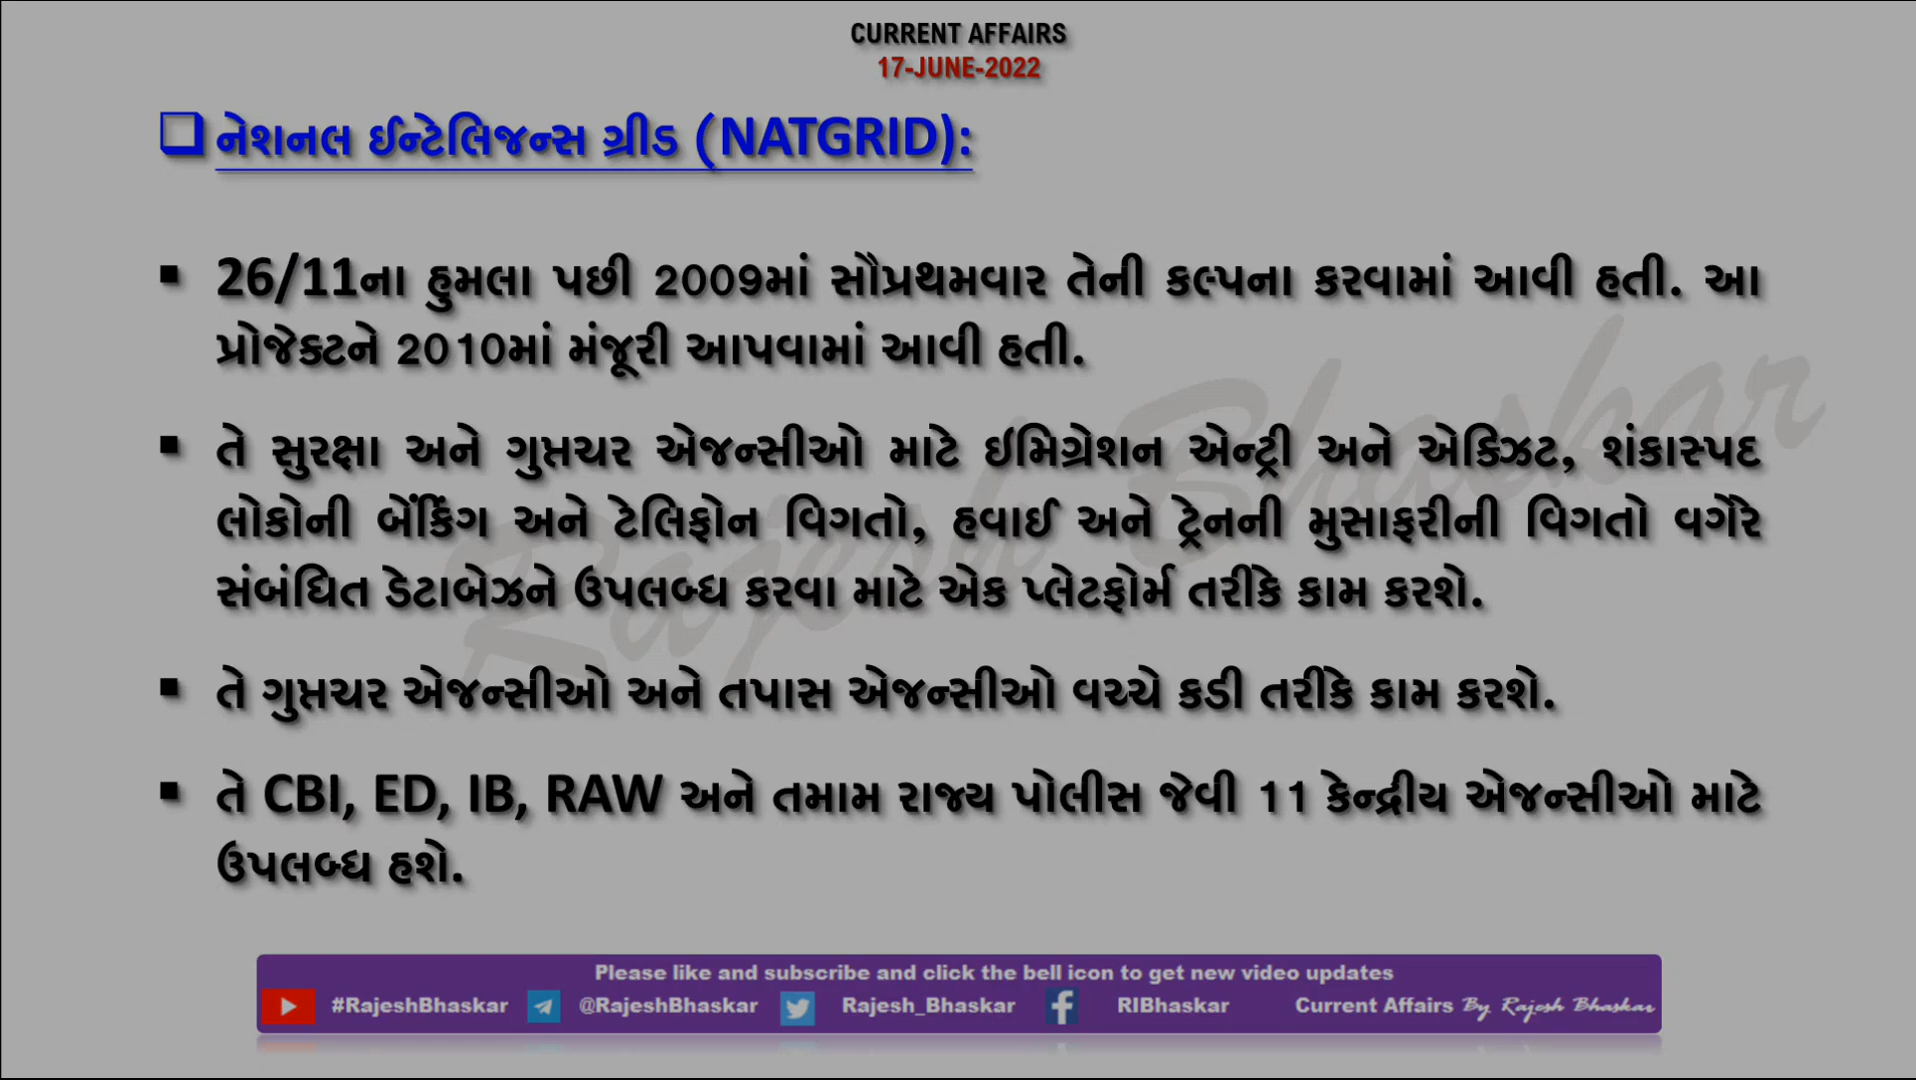 CURRENT AFFAIRS
17-JUNE-2022
નેશનલ ઈન્ટેલિજન્સ ગ્રીડ (NATGRID):
26/11ના હુમલા પછી 2009માં સૌપ્રથમવાર તેની કલ્પના કરવામાં આવી હતી. આ
પ્રોજેક્ટને 2010માં મંજૂરી આપવામાં આવી હતી.
તે સુરક્ષા અને ગુપ્તચર એજન્સીઓ માટે ઈમિગ્રેશન એન્ટ્રી અને એક્ઝિટ, શંકાસ્પદ
લોકોની બેંકિંગ અને ટેલિફોન વિગતો, હવાઈ અને ટ્રેનની મુસાફરીની વિગતો વગેરે
સંબંધિત ડેટાબેઝને ઉપલબ્ધ કરવા માટે એક પ્લેટફોર્મ તરીકે કામ કરશે.
તે ગુપ્તચર એજન્સીઓ અને તપાસ એજન્સીઓ વચ્ચે કડી તરીકે કામ કરશે.
તે CBI, ED, IB, RAW અને તમામ રાજ્ય પોલીસ જેવી 11 કેન્દ્રીય એજન્સીઓ માટે
ઉપલબ્ધ હશે.
Rajesh Bhaskar
Please like and subscribe and click the bell icon to get new video updates
#RajeshBhaskar @RajeshBhaskar Rajesh_Bhaskar RIBhaskar Current Affairs By Rajesh Bhaskar